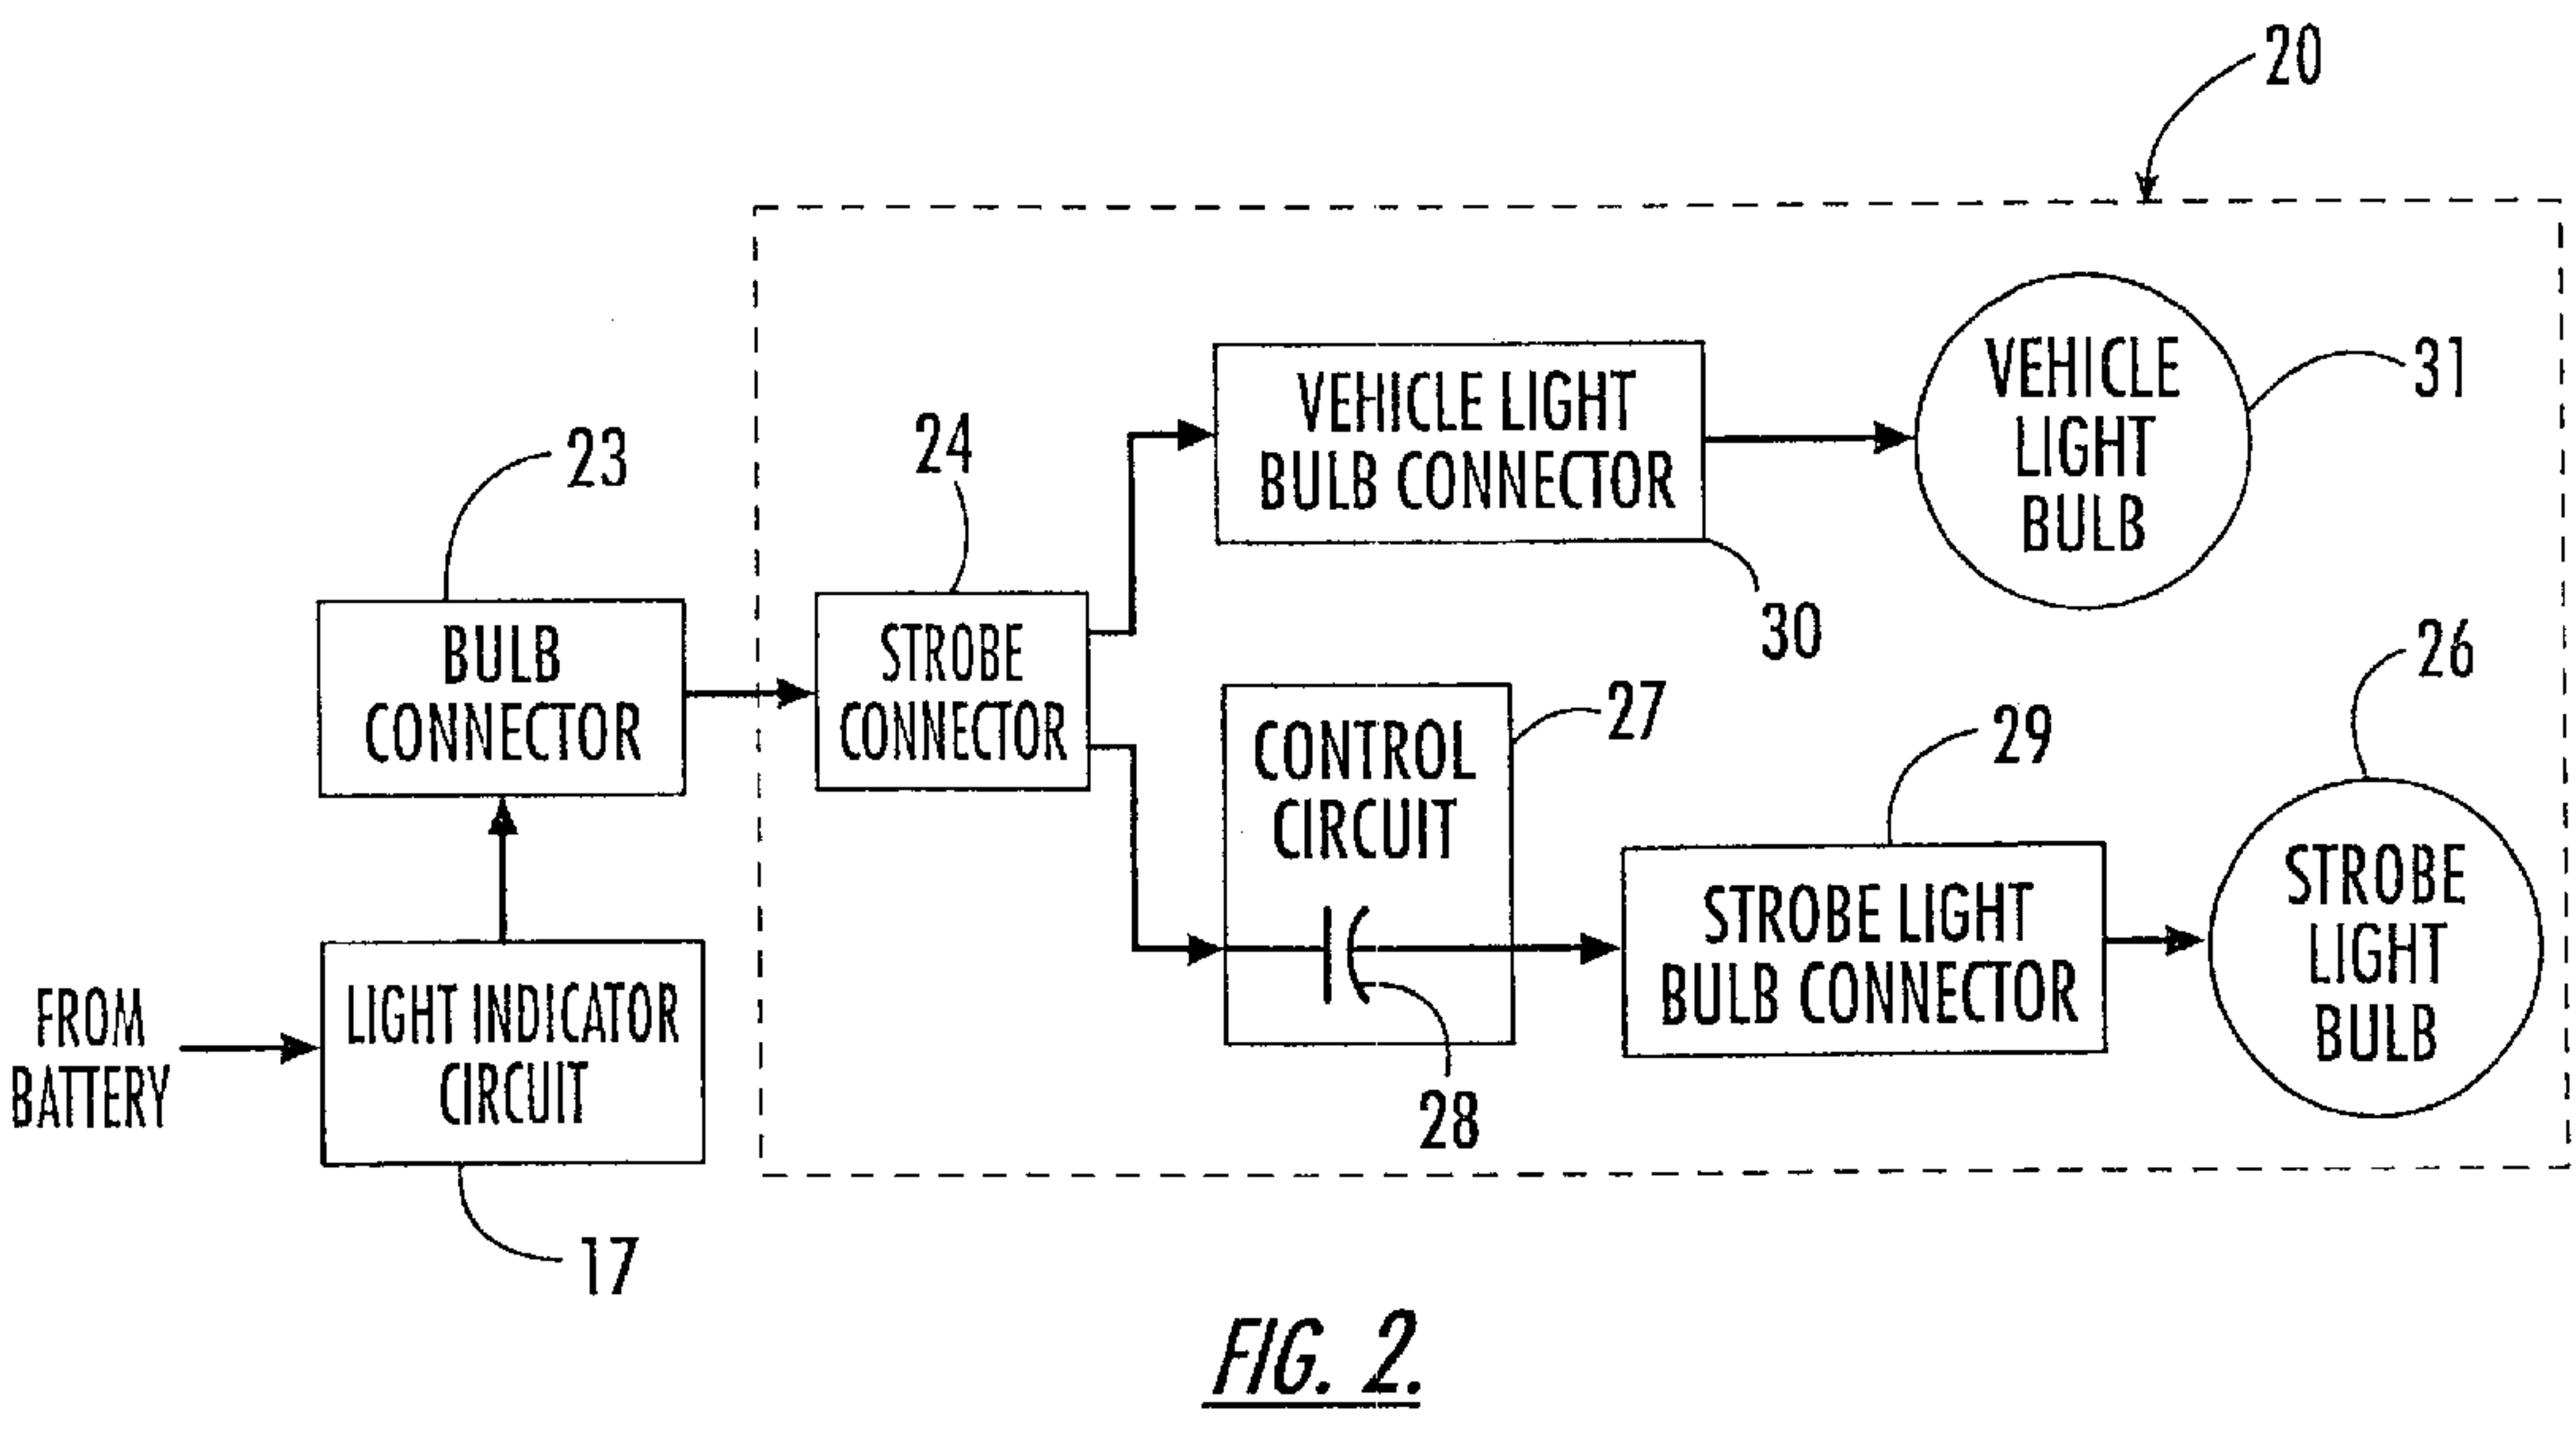 20
VEHICLE
LIGHT
BULB
31
VEHICLE LIGHT
BULB CONNECTOR
30
24
23
BULB
CONNECTOR
STROBE
CONNECTOR
CONTROL
CIRCUIT
27
28
29
STROBE LIGHT
BULB CONNECTOR
26
STROBE
LIGHT
BULB
FROM
BATTERY
LIGHT INDICATOR
CIRCUIT
17
FIG. 2.